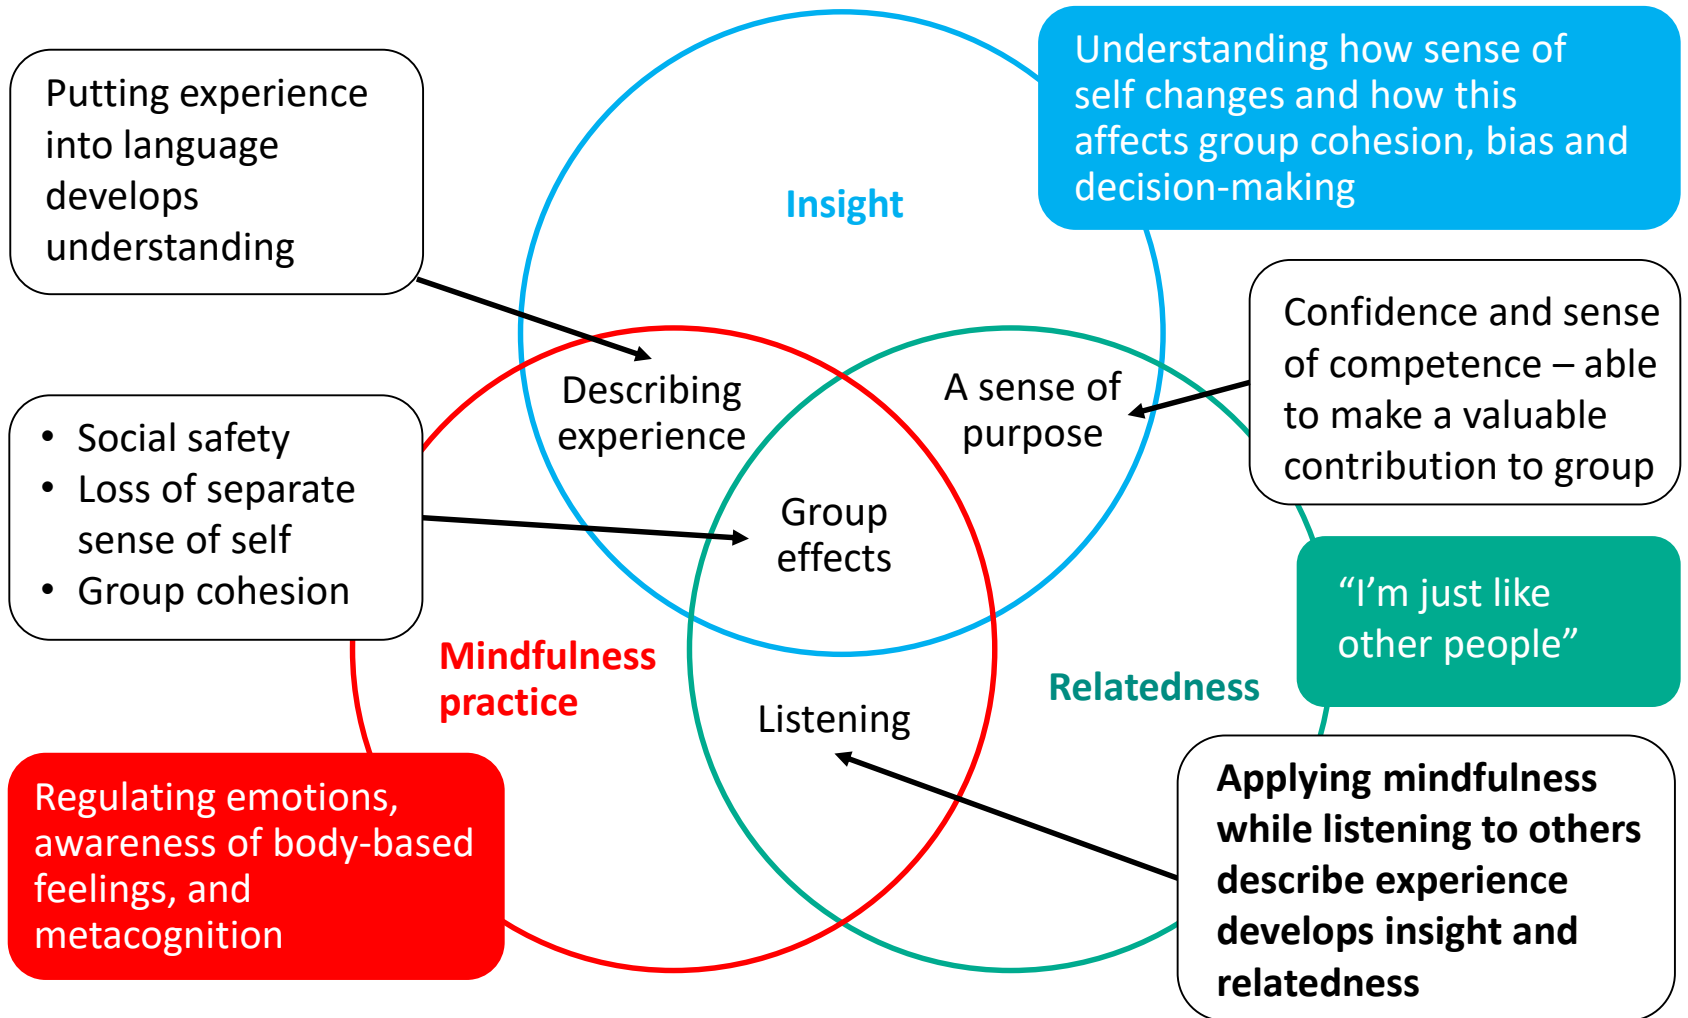 Putting experience
into language
develops
understanding
Understanding how sense of
self changes and how this
affects group cohesion, bias and
decision-making
Insight
Confidence and sense
of competence – able
to make a valuable
contribution to group
Describing
experience
A sense of
purpose
• Social safety
• Loss of separate
sense of self
• Group cohesion
Group
effects
“I’m just like
other people”
Mindfulness
practice
Relatedness
Listening
Regulating emotions,
awareness of body-based
feelings, and
metacognition
Applying mindfulness
while listening to others
describe experience
develops insight and
relatedness